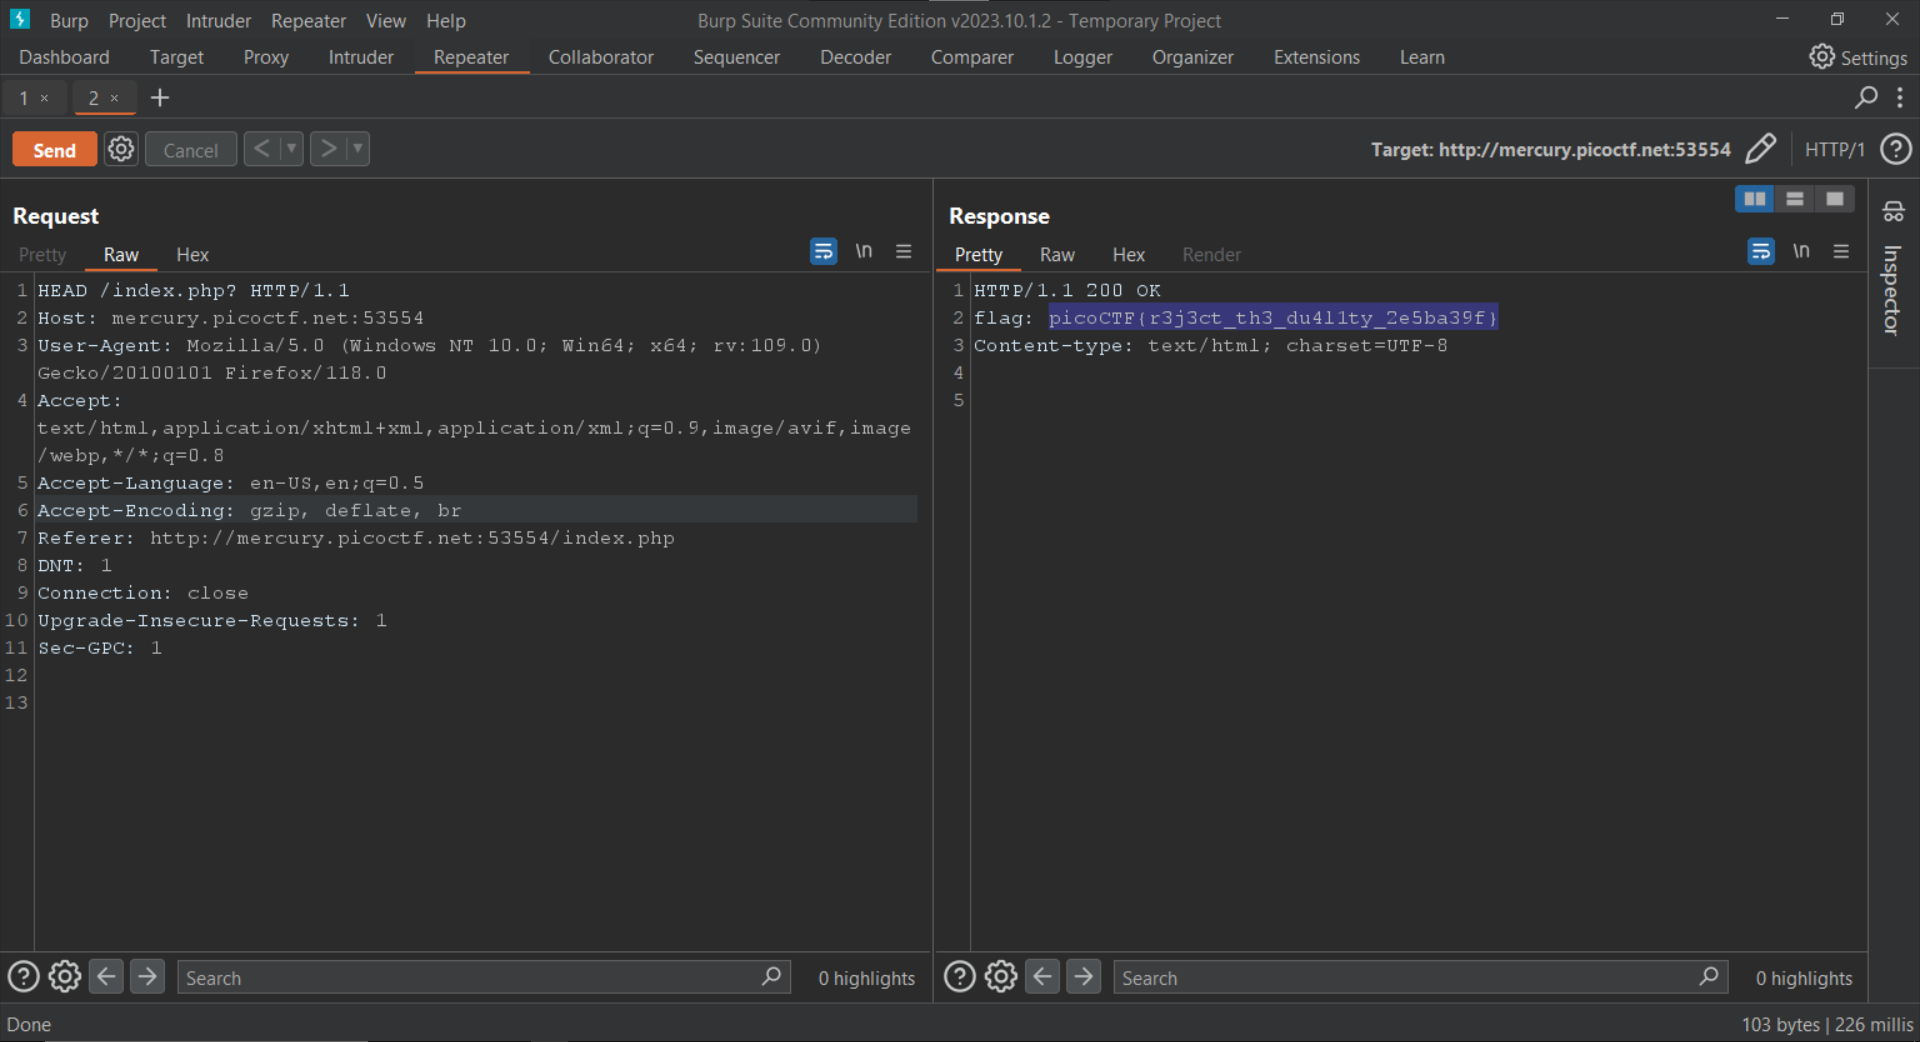 Burp Project Intruder Repeater View Help Burp Suite Community Edition v2023.10.1.2 - Temporary Project
Dashboard Target Proxy Intruder Repeater Collaborator Sequencer Decoder Comparer Logger Organizer Extensions Learn Settings
1 × 2 × +
Send Cancel < > Target: http://mercury.picoctf.net:53554 HTTP/1 ?
Request
Pretty Raw Hex \n
1 HEAD /index.php? HTTP/1.1
2 Host: mercury.picoctf.net:53554
3 User-Agent: Mozilla/5.0 (Windows NT 10.0; Win64; x64; rv:109.0)
Gecko/20100101 Firefox/118.0
4 Accept:
text/html,application/xhtml+xml,application/xml;q=0.9,image/avif,image
/webp,*/*;q=0.8
5 Accept-Language: en-US,en;q=0.5
6 Accept-Encoding: gzip, deflate, br
7 Referer: http://mercury.picoctf.net:53554/index.php
8 DNT: 1
9 Connection: close
10 Upgrade-Insecure-Requests: 1
11 Sec-GPC: 1
12
13
? Search 0 highlights
Response
Pretty Raw Hex Render \n
1 HTTP/1.1 200 OK
2 flag: picoCTF{r3j3ct_th3_du4l1ty_2e5ba39f}
3 Content-type: text/html; charset=UTF-8
4
5
? Search 0 highlights
Inspector
Done 103 bytes | 226 millis